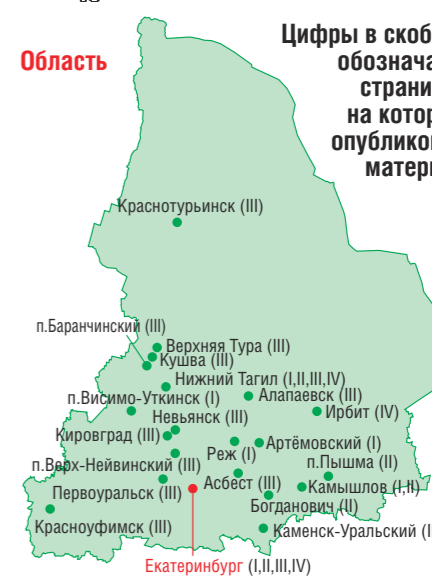 Область
Цифры в скоб
обознача
страни
на котор
опубликов
матери
Краснотурьинск (III)
п.Баранчинский (III)
Верхняя Тура (III)
Кушва (III)
Нижний Тагил (I,II,III,IV)
п.Висимо-Уткинск (I)
Алапаевск (III)
Невьянск (III)
Ирбит (IV)
Кировград (III)
Реж (I)
Артёмовский (I)
п.Верх-Нейвинский (III)
п.Пышма (II)
Первоуральск (III)
Асбест (III)
Камышлов (I,II)
Богданович (II)
Красноуфимск (III)
Каменск-Уральский (I
Екатеринбург (I,II,III,IV)